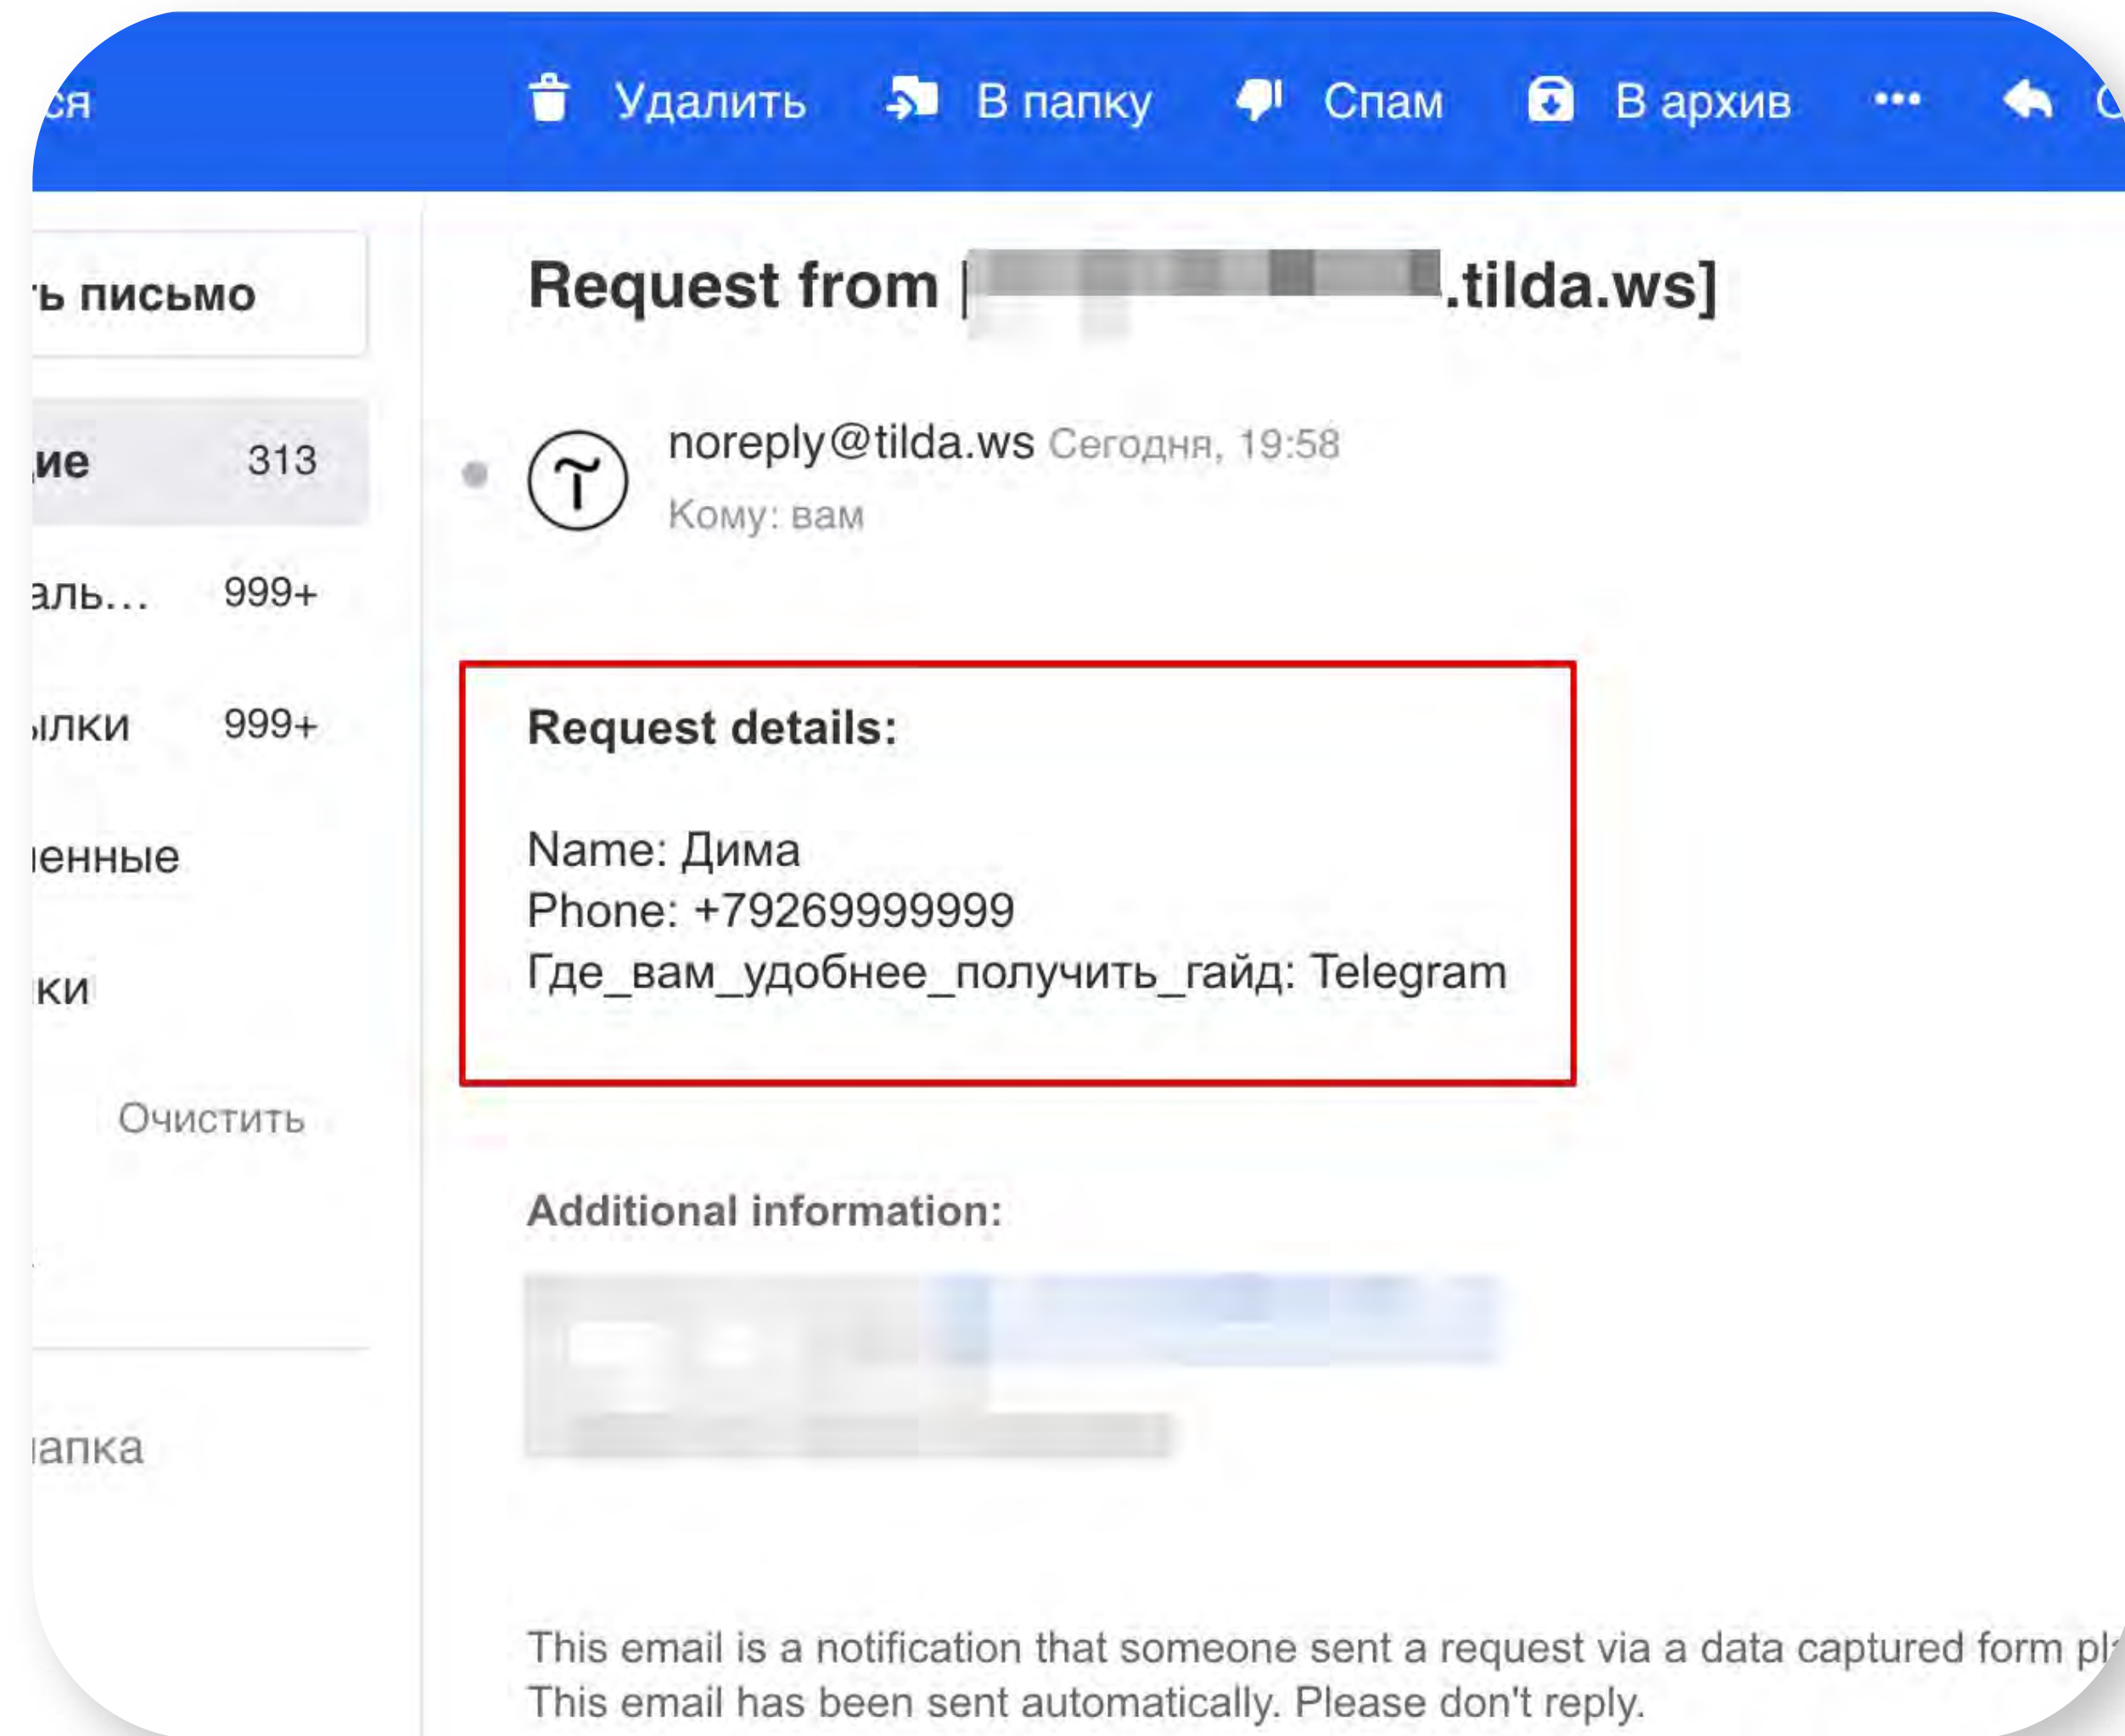 ся
Удалить В папку Спам В архив
ь письмо
ие 313
аль... 999+
ылки 999+
енные
ки
Очистить
апка
Request from [ .tilda.ws]
noreply@tilda.ws Сегодня, 19:58
Кому: вам
Request details:
Name: Дима
Phone: +79269999999
Где_вам_удобнее_получить_гайд: Telegram
Additional information:
This email is a notification that someone sent a request via a data captured form pl
This email has been sent automatically. Please don't reply.